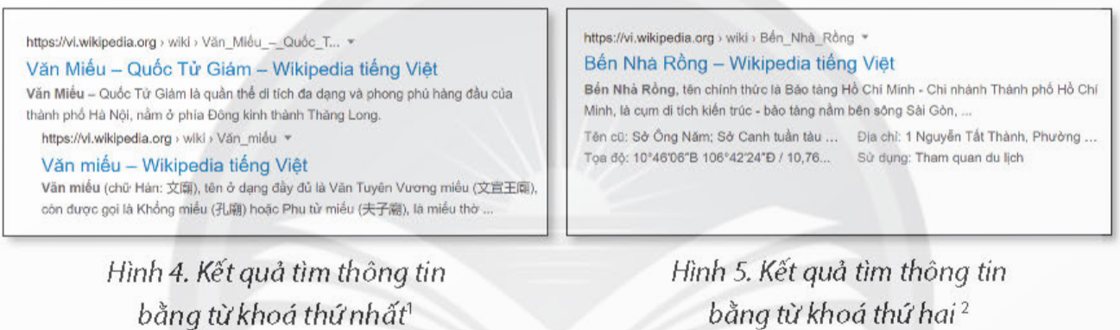 https://vi.wikipedia.org › wiki › Văn_Miếu_–_Quốc_T...
Văn Miếu – Quốc Tử Giám – Wikipedia tiếng Việt
Văn Miếu – Quốc Tử Giám là quần thể di tích đa dạng và phong phú hàng đầu của
thành phố Hà Nội, nằm ở phía Đông kinh thành Thăng Long.
https://vi.wikipedia.org › wiki › Văn_miếu
Văn miếu – Wikipedia tiếng Việt
Văn miếu (chữ Hán: 文廟), tên ở dạng đầy đủ là Văn Tuyên Vương miếu (文宣王廟),
còn được gọi là Khổng miếu (孔廟) hoặc Phu tử miếu (夫子廟), là miếu thờ ...
Hình 4. Kết quả tìm thông tin
bằng từ khoá thứ nhất¹
https://vi.wikipedia.org › wiki › Bến_Nhà_Rồng
Bến Nhà Rồng – Wikipedia tiếng Việt
Bến Nhà Rồng, tên chính thức là Bảo tàng Hồ Chí Minh - Chi nhánh Thành phố Hồ Chí
Minh, là cụm di tích kiến trúc - bảo tàng nằm bên sông Sài Gòn, ...
Tên cũ: Sở Ông Năm; Sở Canh tuần tàu ... Địa chỉ: 1 Nguyễn Tất Thành, Phường ...
Tọa độ: 10°46′06″B 106°42′24″Đ / 10,76... Sử dụng: Tham quan du lịch
Hình 5. Kết quả tìm thông tin
bằng từ khoá thứ hai ²